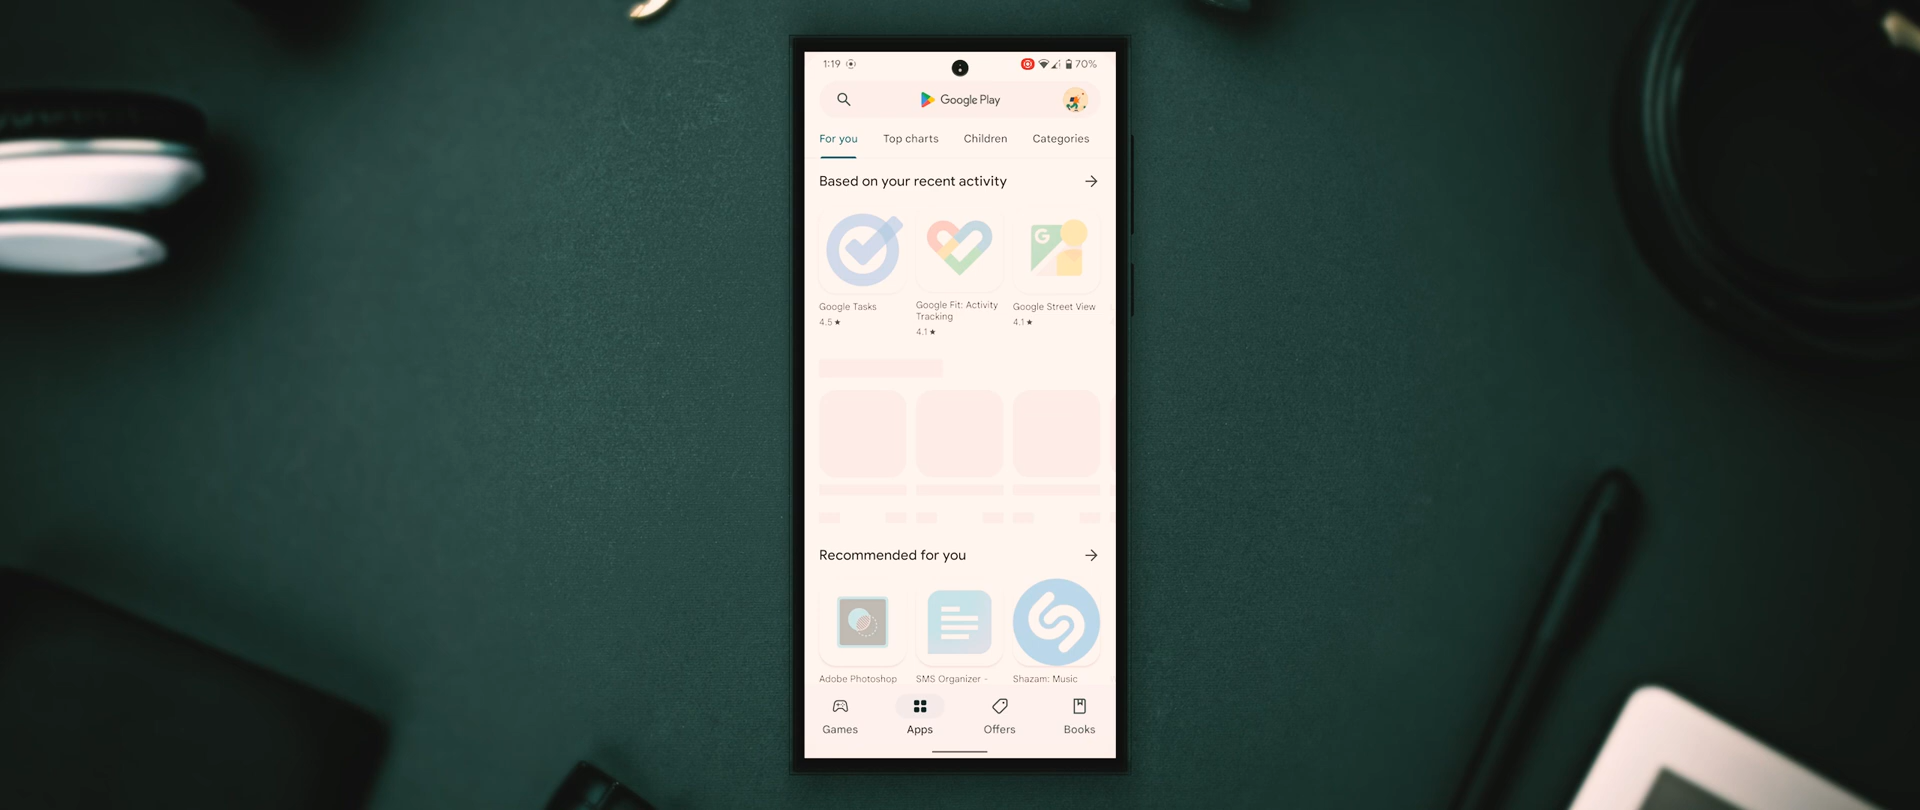 1:19 70%
Google Play
For you Top charts Children Categories
Based on your recent activity
Google Tasks
4.5 ★
Google Fit: Activity
Tracking
4.1 ★
Google Street View
4.1 ★
Recommended for you
Adobe Photoshop
SMS Organizer -
Shazam: Music
Games Apps Offers Books